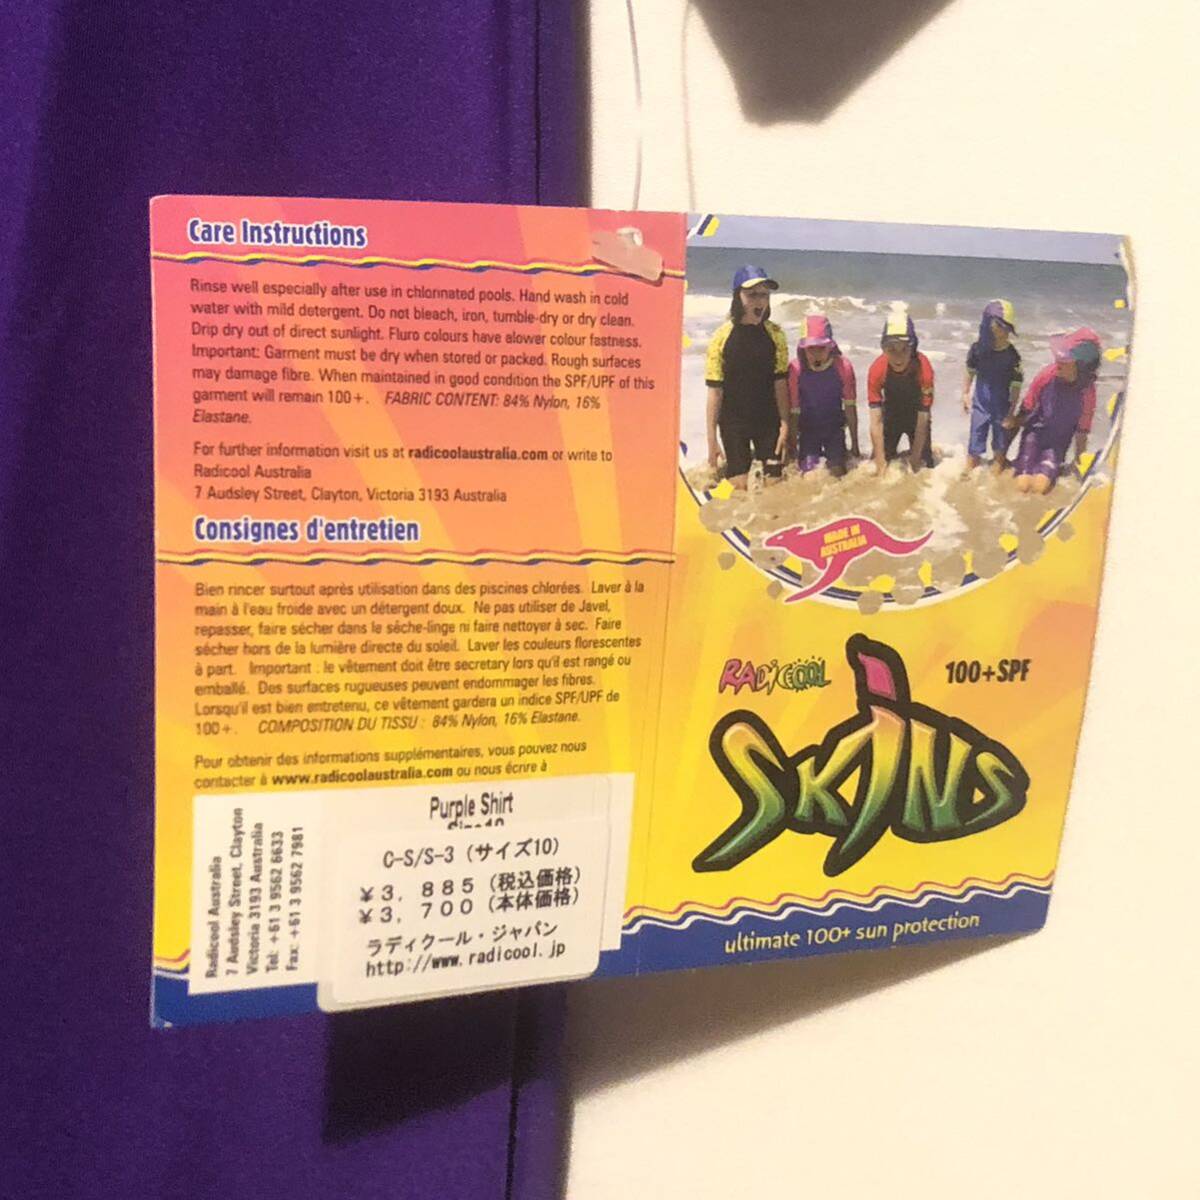 Care Instructions
Rinse well especially after use in chlorinated pools. Hand wash in cold
water with mild detergent. Do not bleach, iron, tumble-dry or dry clean.
Drip dry out of direct sunlight. Fluro colours have alower colour fastness.
Important: Garment must be dry when stored or packed. Rough surfaces
may damage fibre. When maintained in good condition the SPF/UPF of this
garment will remain 100+. FABRIC CONTENT: 84% Nylon, 16%
Elastane.
For further information visit us at radicoolaustralia.com or write to
Radicool Australia
7 Audsley Street, Clayton, Victoria 3193 Australia
Consignes d'entretien
Bien rincer surtout après utilisation dans des piscines chlorées. Laver à la
main à l'eau froide avec un détergent doux. Ne pas utiliser de Javel,
repasser, faire sécher dans le sèche-linge ni faire nettoyer à sec. Faire
sécher hors de la lumière directe du soleil. Laver les couleurs florescentes
à part. Important : le vêtement doit être secretary lors qu'il est rangé ou
emballé. Des surfaces rugueuses peuvent endommager les fibres.
Lorsqu'il est bien entretenu, ce vêtement gardera un indice SPF/UPF de
100+. COMPOSITION DU TISSU : 84% Nylon, 16% Elastane.
Pour obtenir des informations supplémentaires, vous pouvez nous
contacter à www.radicoolaustralia.com ou nous écrire à
Radicool Australia
7 Audsley Street, Clayton
Victoria 3193 Australia
Tel: +61 3 9562 6633
Fax: +61 3 9562 7981
Purple Shirt
C-S/S-3 (サイズ10)
¥3,885 (税込価格)
¥3,700 (本体価格)
ラディクール・ジャパン
http://www.radicool.jp
MADE IN
AUSTRALIA
RADICOOL
100+SPF
SKINS
ultimate 100+ sun protection